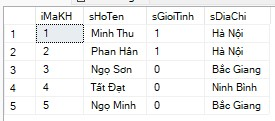 iMaKH sHoTen sGioiTinh sDiaChi
1 1 Minh Thu 1 Hà Nội
2 2 Phan Hân 1 Hà Nội
3 3 Ngọ Sơn 0 Bắc Giang
4 4 Tất Đạt 0 Ninh Bình
5 5 Ngọ Minh 0 Bắc Giang